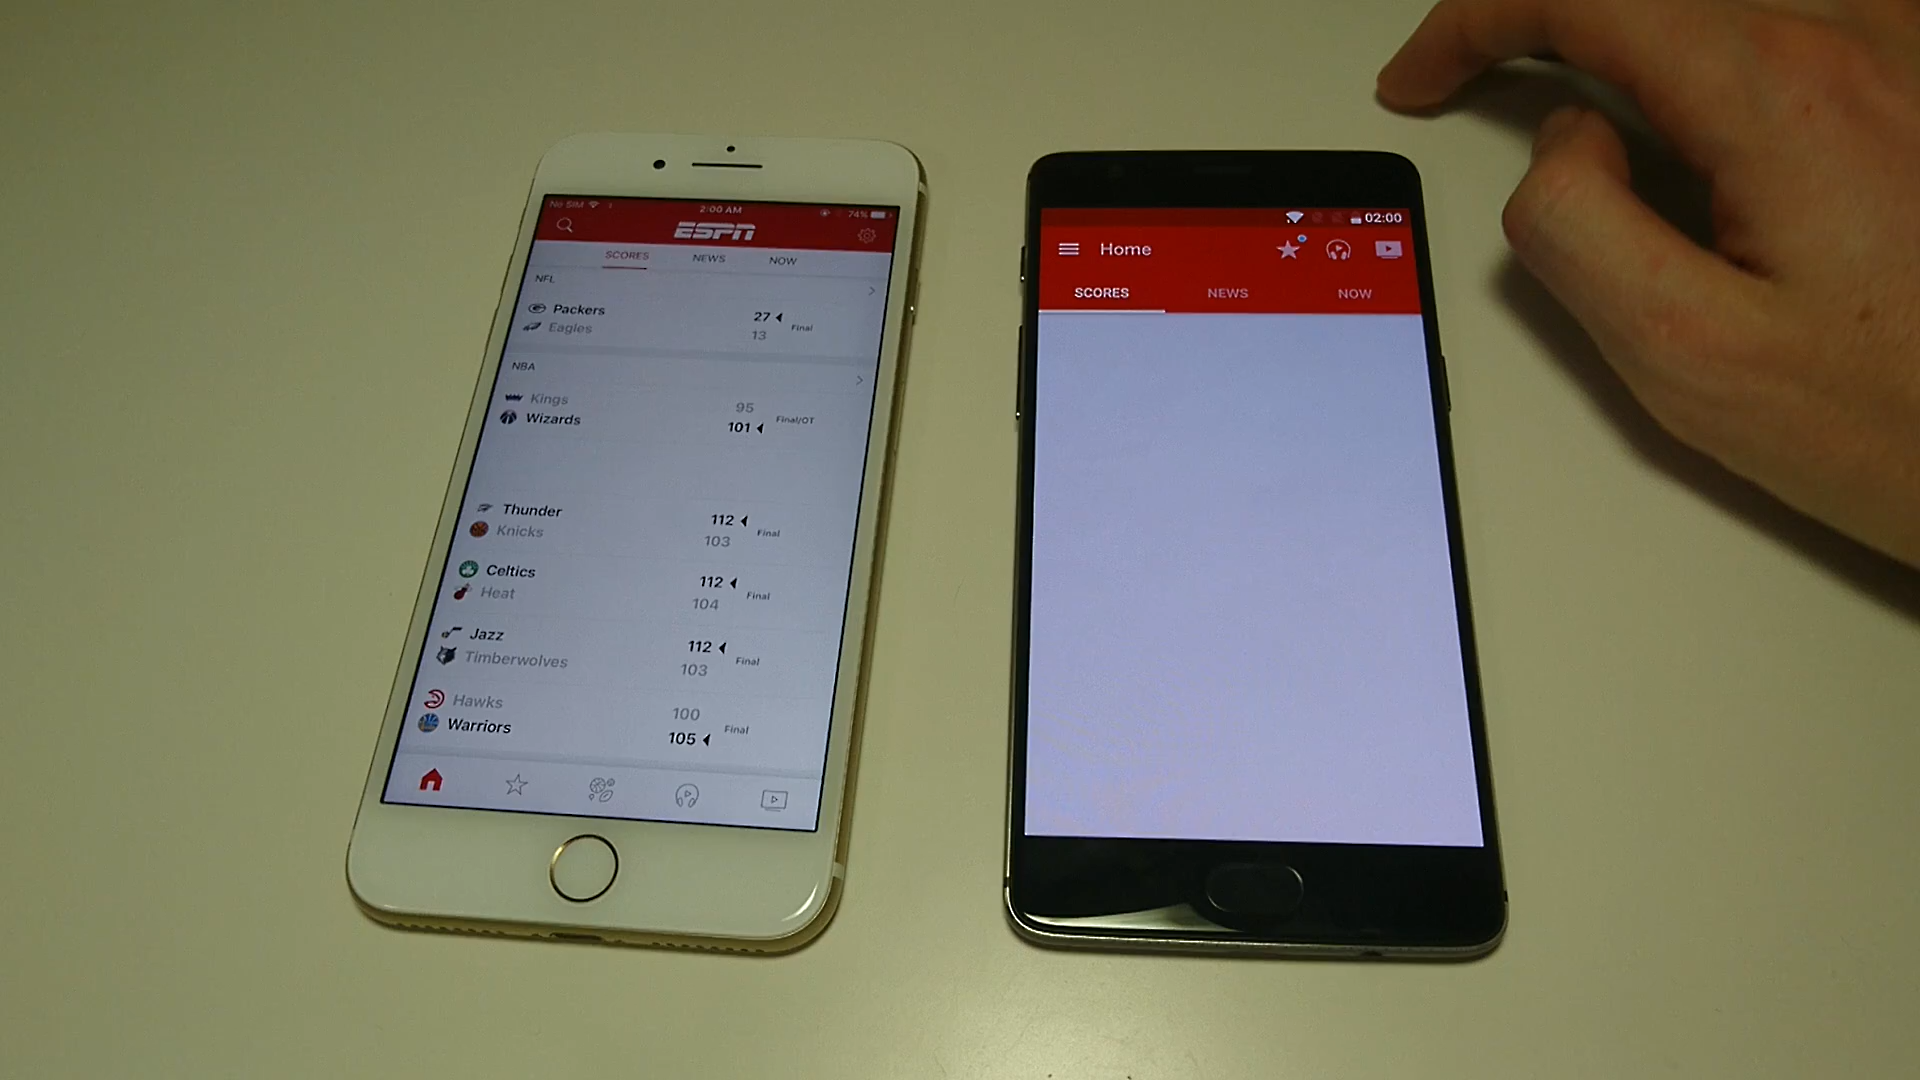 No SIM 2:00 AM 74%
ESPN
SCORES NEWS NOW
NFL
Packers 27
Eagles 13 Final
NBA
Kings 95
Wizards 101 Final/OT
Thunder 112
Knicks 103 Final
Celtics 112
Heat 104 Final
Jazz 112
Timberwolves 103 Final
Hawks 100
Warriors 105 Final
02:00
Home
SCORES NEWS NOW